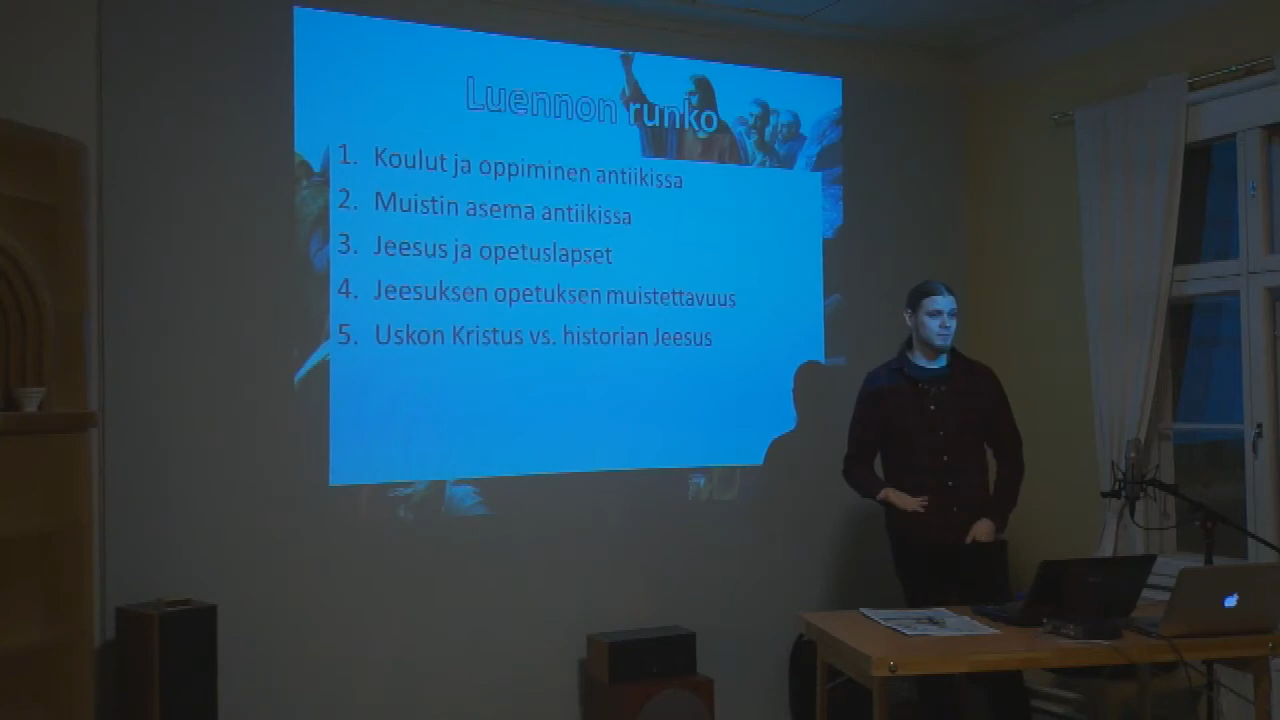 Luennon runko
1. Koulut ja oppiminen antiikissa
2. Muistin asema antiikissa
3. Jeesus ja opetuslapset
4. Jeesuksen opetuksen muistettavuus
5. Uskon Kristus vs. historian Jeesus